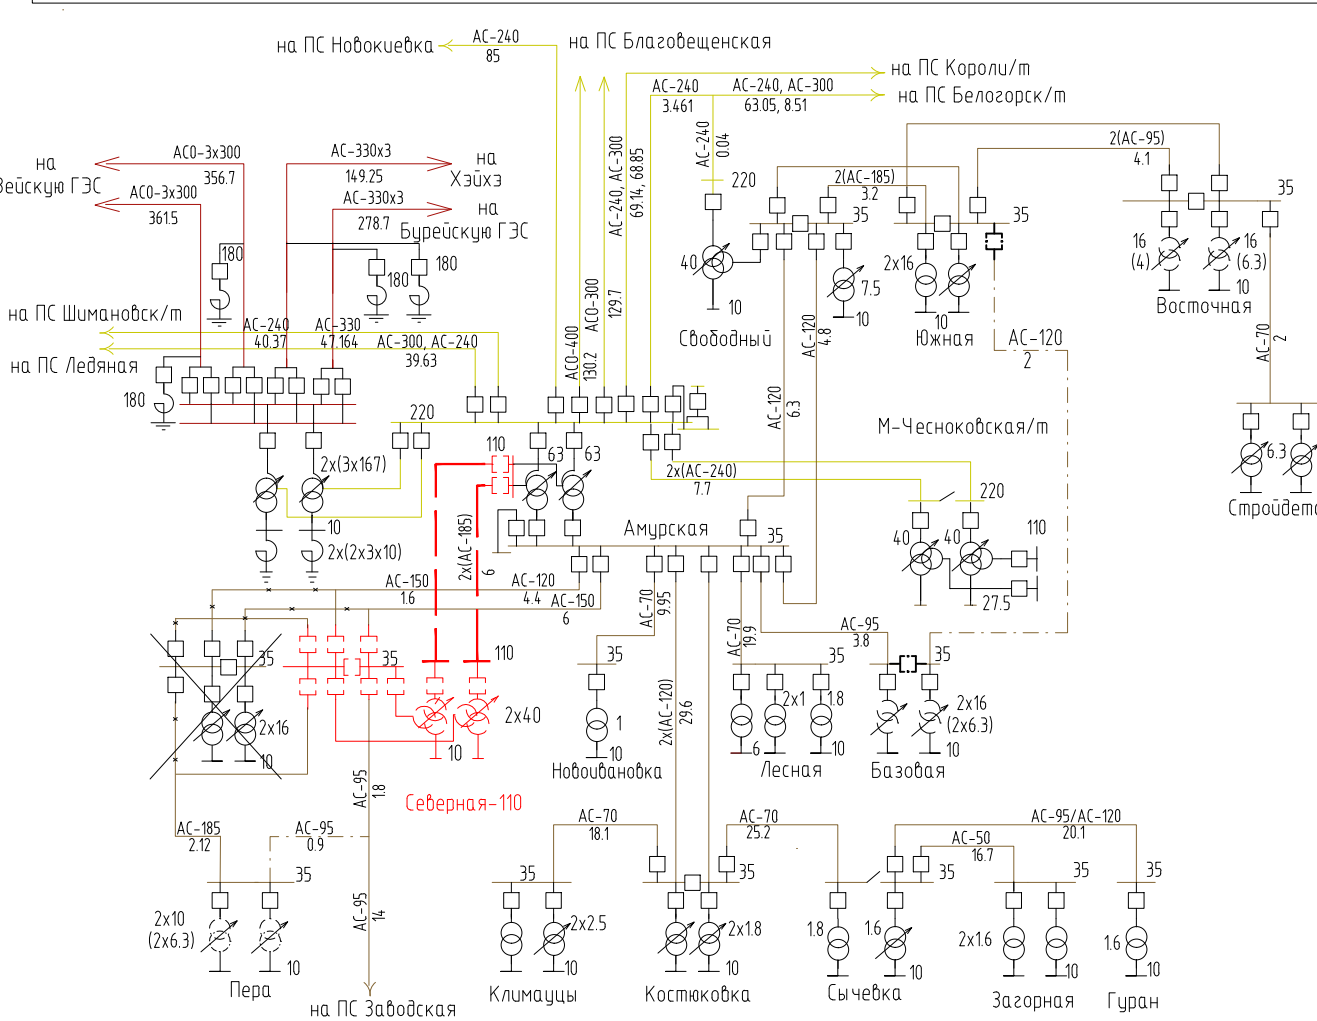 на ПС Новокиевка
АС-240
85
на ПС Благовещенская
на ПС Короли/т
АС-240
3.461
АС-240, АС-300
63.05, 8.51
на ПС Белогорск/т
на
Зейскую ГЭС
АСО-3х300
356.7
АСО-3х300
361.5
АС-330х3
149.25
на
Хэйхэ
АС-330х3
278.7
на
Бурейскую ГЭС
180
180
180
180
на ПС Шимановск/т
АС-240
40.37
АС-330
47.164
на ПС Ледяная
АС-300, АС-240
39.63
АСО-400
130.2
АСО-300
129.7
АС-240, АС-300
69.14, 68.85
АС-240
0.04
220
40
10
Свободный
35
7.5
10
2(АС-185)
3.2
35
2х16
10
Южная
2(АС-95)
4.1
35
16
(4)
16
(6.3)
10
Восточная
АС-70
2
6.3
АС-120
2
АС-120
4.8
АС-120
6.3
М-Чесноковская/т
220
40
40
110
27.5
220
2х(3х167)
10
2х(2х3х10)
110
63
63
2х(АС-240)
7.7
Амурская
35
2х(АС-185)
6
АС-150
1.6
АС-120
4.4
АС-150
6
АС-70
9.95
АС-70
19.9
АС-95
3.8
2х(АС-120)
29.6
35
2х16
10
35
110
2х40
10
Северная-110
35
1
10
Новоивановка
35
2х1
1.8
6
10
Лесная
35
2х16
(2х6.3)
10
Базовая
АС-95
1.8
АС-185
2.12
АС-95
0.9
АС-95
14
35
2х10
(2х6.3)
10
Пера
на ПС Заводская
АС-70
18.1
АС-70
25.2
35
2х2.5
10
Климауцы
35
2х1.8
10
Костюковка
АС-95/АС-120
20.1
АС-50
16.7
35
1.8
1.6
10
Сычевка
35
2х1.6
10
Загорная
35
1.6
10
Гуран